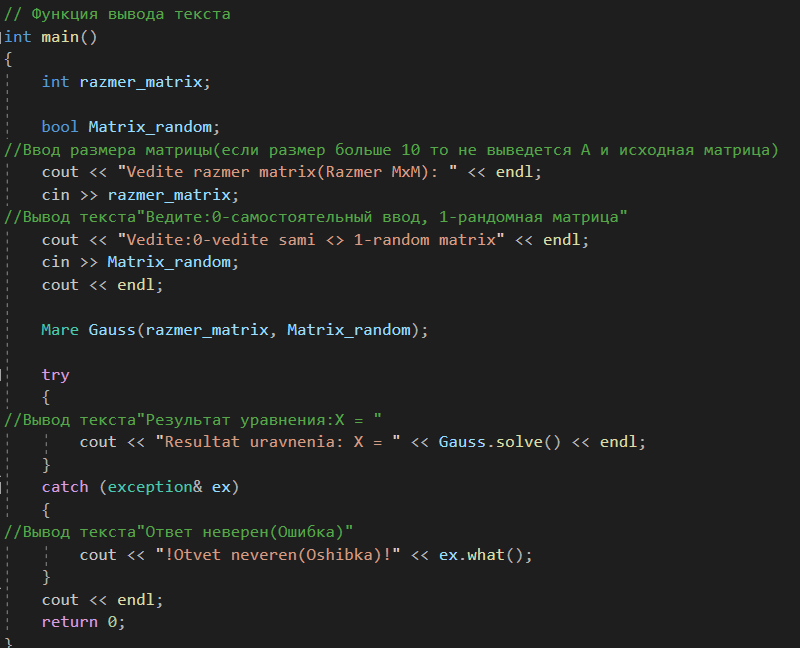 // Функция вывода текста
int main()
{
int razmer_matrix;
bool Matrix_random;
//Ввод размера матрицы(если размер больше 10 то не выведется А и исходная матрица)
cout << "Vedite razmer matrix(Razmer MxM): " << endl;
cin >> razmer_matrix;
//Вывод текста"Ведите:0-самостоятельный ввод, 1-рандомная матрица"
cout << "Vedite:0-vedite sami <> 1-random matrix" << endl;
cin >> Matrix_random;
cout << endl;
Mare Gauss(razmer_matrix, Matrix_random);
try
{
//Вывод текста"Результат уравнения:X = "
cout << "Resultat uravnenia: X = " << Gauss.solve() << endl;
}
catch (exception& ex)
{
//Вывод текста"Ответ неверен(Ошибка)"
cout << "!Otvet neveren(Oshibka)!" << ex.what();
}
cout << endl;
return 0;
}